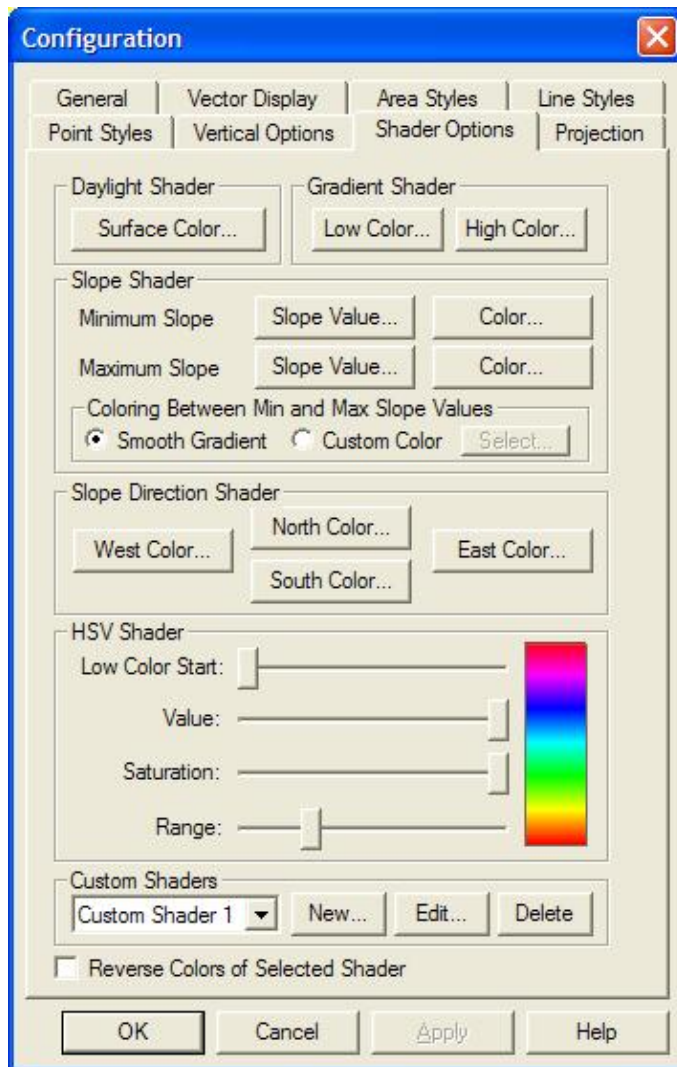 Configuration
General Vector Display Area Styles Line Styles
Point Styles Vertical Options Shader Options Projection
Daylight Shader
Surface Color...
Gradient Shader
Low Color... High Color...
Slope Shader
Minimum Slope Slope Value... Color...
Maximum Slope Slope Value... Color...
Coloring Between Min and Max Slope Values
Smooth Gradient Custom Color Select...
Slope Direction Shader
North Color...
West Color... East Color...
South Color...
HSV Shader
Low Color Start:
Value:
Saturation:
Range:
Custom Shaders
Custom Shader 1 New... Edit... Delete
Reverse Colors of Selected Shader
OK Cancel Apply Help